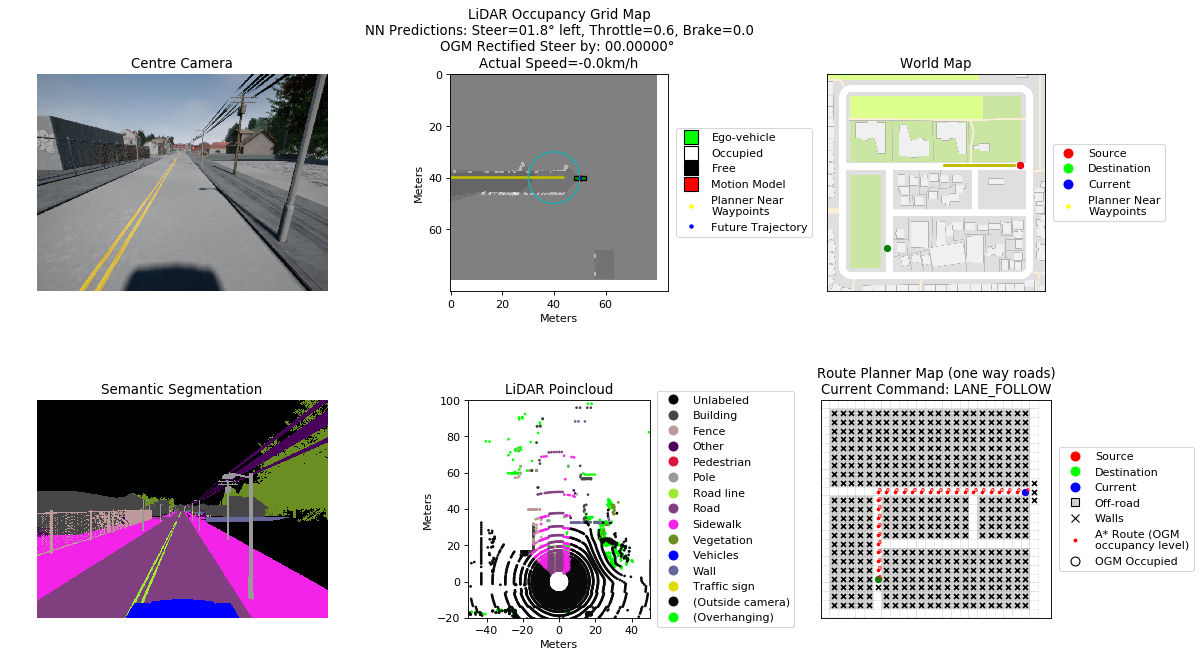 LiDAR Occupancy Grid Map
NN Predictions: Steer=01.8° left, Throttle=0.6, Brake=0.0
OGM Rectified Steer by: 00.00000°
Actual Speed=-0.0km/h
Centre Camera
World Map
0
20
40
60
Meters
0
20
40
60
Meters
Ego-vehicle
Occupied
Free
Motion Model
Planner Near
Waypoints
Future Trajectory
Source
Destination
Current
Planner Near
Waypoints
Semantic Segmentation
LiDAR Poincloud
Route Planner Map (one way roads)
Current Command: LANE_FOLLOW
100
80
60
40
20
0
−20
Meters
−40
−20
0
20
40
Meters
Unlabeled
Building
Fence
Other
Pedestrian
Pole
Road line
Road
Sidewalk
Vegetation
Vehicles
Wall
Traffic sign
(Outside camera)
(Overhanging)
Source
Destination
Current
Off-road
Walls
A* Route (OGM
occupancy level)
OGM Occupied